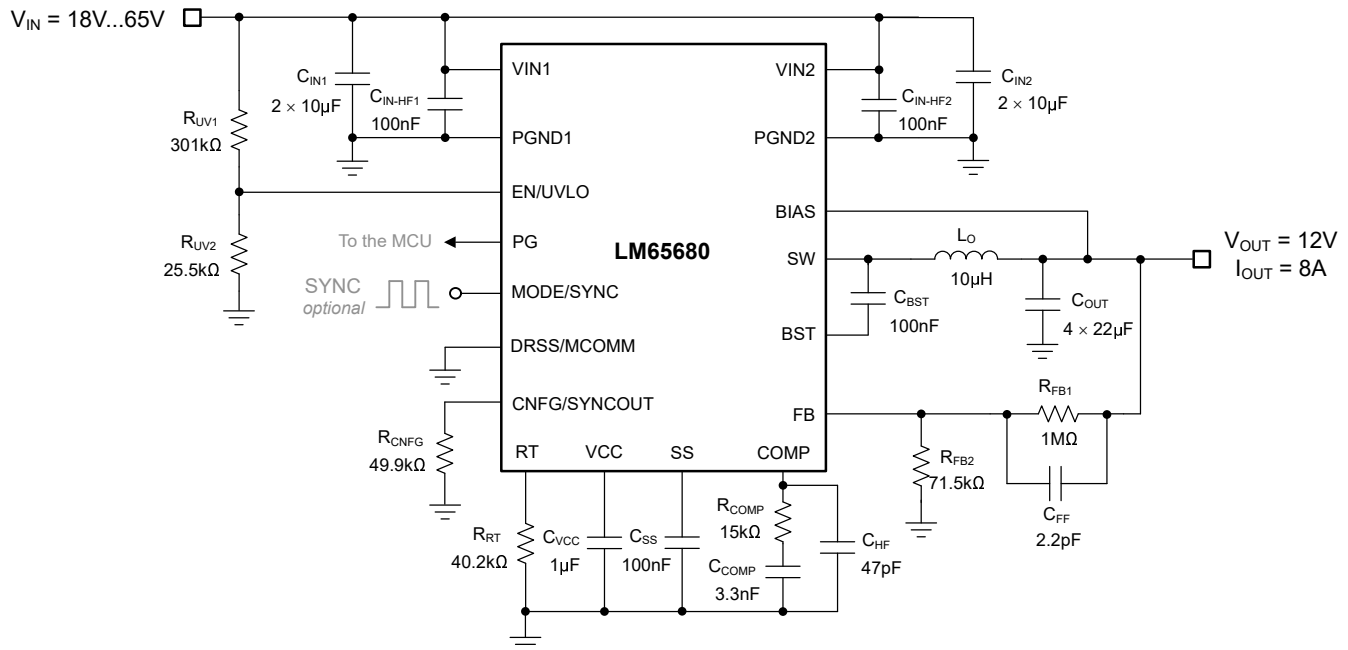 V_IN = 18V...65V
C_IN1
2 × 10µF
C_IN-HF1
100nF
VIN1
VIN2
C_IN-HF2
100nF
C_IN2
2 × 10µF
R_UV1
301kΩ
PGND1
PGND2
EN/UVLO
BIAS
R_UV2
25.5kΩ
To the MCU
PG
LM65680
SW
L_O
10µH
V_OUT = 12V
I_OUT = 8A
SYNC
optional
MODE/SYNC
C_BST
100nF
C_OUT
4 × 22µF
BST
DRSS/MCOMM
CNFG/SYNCOUT
FB
R_FB1
1MΩ
R_CNFG
49.9kΩ
RT
VCC
SS
COMP
R_FB2
71.5kΩ
C_FF
2.2pF
R_RT
40.2kΩ
C_VCC
1µF
C_SS
100nF
R_COMP
15kΩ
C_COMP
3.3nF
C_HF
47pF